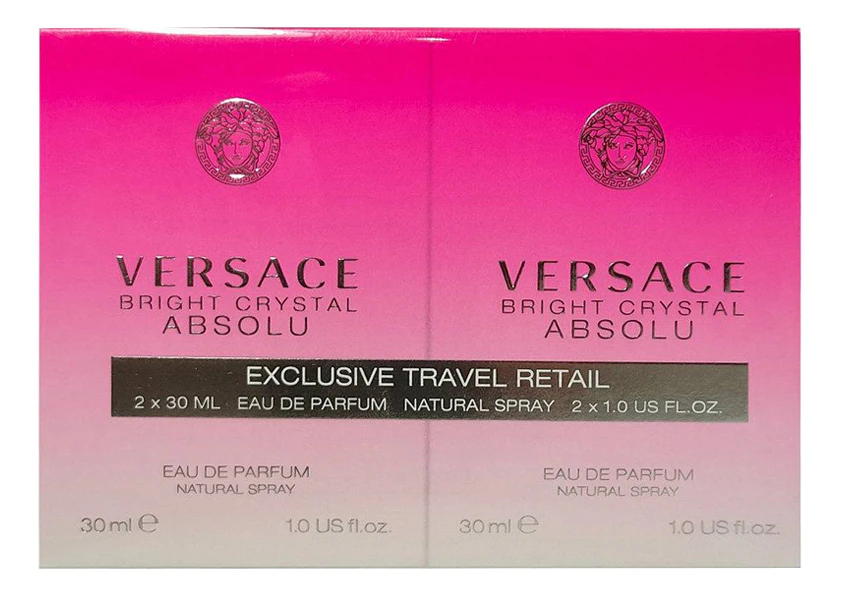 VERSACE
BRIGHT CRYSTAL
ABSOLU
VERSACE
BRIGHT CRYSTAL
ABSOLU
EXCLUSIVE TRAVEL RETAIL
2 x 30 ML EAU DE PARFUM NATURAL SPRAY 2 x 1.0 US FL.OZ.
EAU DE PARFUM
NATURAL SPRAY
30 ml ℮ 1.0 US fl.oz.
EAU DE PARFUM
NATURAL SPRAY
30 ml ℮ 1.0 US fl.oz.